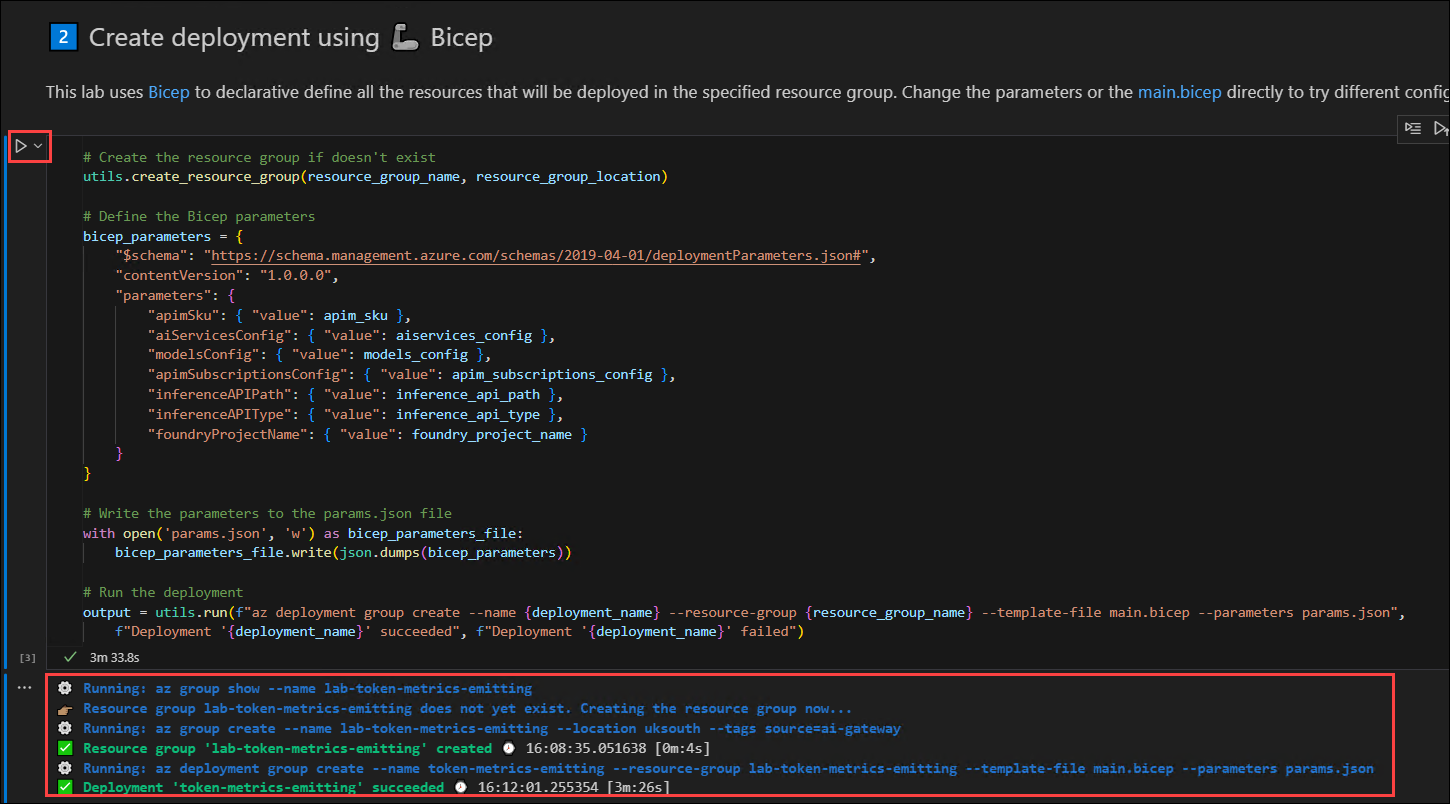 2 Create deployment using Bicep
This lab uses Bicep to declarative define all the resources that will be deployed in the specified resource group. Change the parameters or the main.bicep directly to try different config
# Create the resource group if doesn't exist
utils.create_resource_group(resource_group_name, resource_group_location)
# Define the Bicep parameters
bicep_parameters = {
"$schema": "https://schema.management.azure.com/schemas/2019-04-01/deploymentParameters.json#",
"contentVersion": "1.0.0.0",
"parameters": {
"apimSku": { "value": apim_sku },
"aiServicesConfig": { "value": aiservices_config },
"modelsConfig": { "value": models_config },
"apimSubscriptionsConfig": { "value": apim_subscriptions_config },
"inferenceAPIPath": { "value": inference_api_path },
"inferenceAPIType": { "value": inference_api_type },
"foundryProjectName": { "value": foundry_project_name }
}
}
# Write the parameters to the params.json file
with open('params.json', 'w') as bicep_parameters_file:
bicep_parameters_file.write(json.dumps(bicep_parameters))
# Run the deployment
output = utils.run(f"az deployment group create --name {deployment_name} --resource-group {resource_group_name} --template-file main.bicep --parameters params.json",
f"Deployment '{deployment_name}' succeeded", f"Deployment '{deployment_name}' failed")
[3] 3m 33.8s
Running: az group show --name lab-token-metrics-emitting
Resource group lab-token-metrics-emitting does not yet exist. Creating the resource group now...
Running: az group create --name lab-token-metrics-emitting --location uksouth --tags source=ai-gateway
Resource group 'lab-token-metrics-emitting' created 16:08:35.051638 [0m:4s]
Running: az deployment group create --name token-metrics-emitting --resource-group lab-token-metrics-emitting --template-file main.bicep --parameters params.json
Deployment 'token-metrics-emitting' succeeded 16:12:01.255354 [3m:26s]